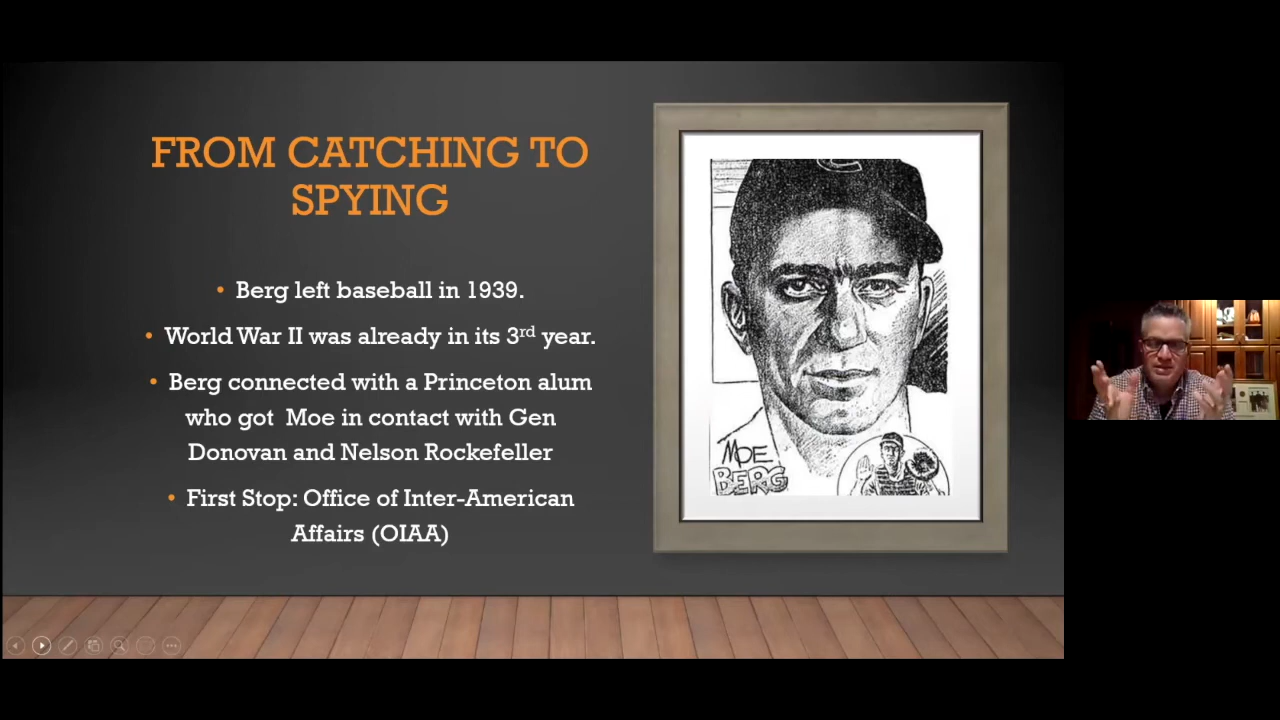 FROM CATCHING TO
SPYING
• Berg left baseball in 1939.
• World War II was already in its 3rd year.
• Berg connected with a Princeton alum
who got  Moe in contact with Gen
Donovan and Nelson Rockefeller
• First Stop: Office of Inter-American
Affairs (OIAA)
C
MOE
BERG